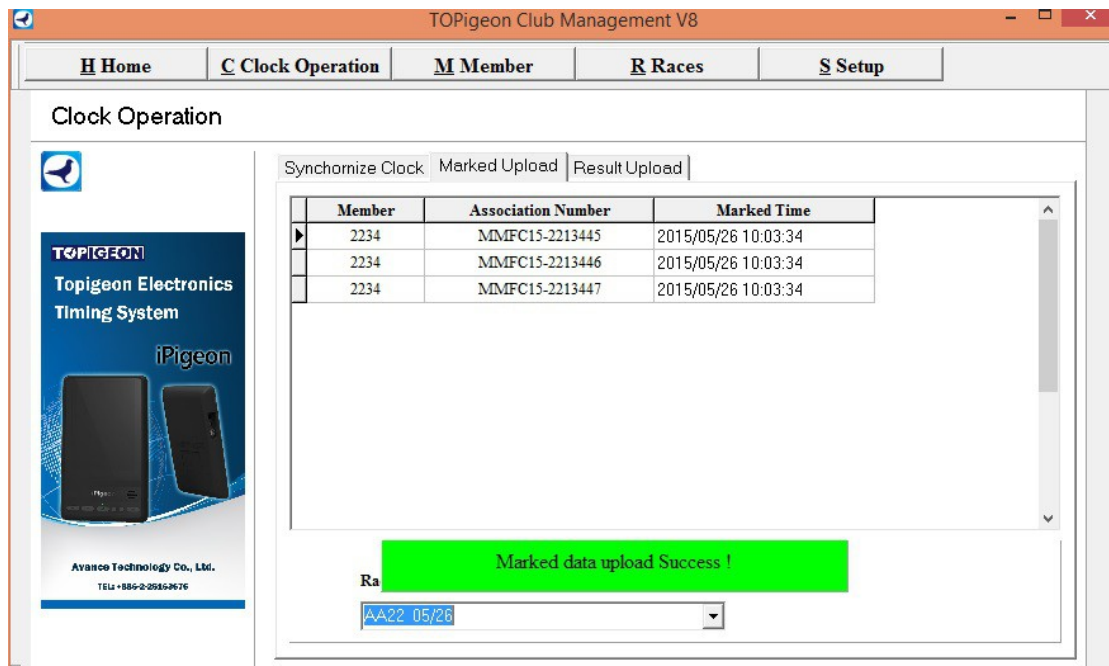 TOPigeon Club Management V8
H Home C Clock Operation M Member R Races S Setup
Clock Operation
Synchornize Clock Marked Upload Result Upload
Member Association Number Marked Time
2234 MMFC15-2213445 2015/05/26 10:03:34
2234 MMFC15-2213446 2015/05/26 10:03:34
2234 MMFC15-2213447 2015/05/26 10:03:34
TOPIGEON
Topigeon Electronics
Timing System
iPigeon
Avance Technology Co., Ltd.
TEL: +886-2-26163676
Marked data upload Success !
Ra
AA22 05/26